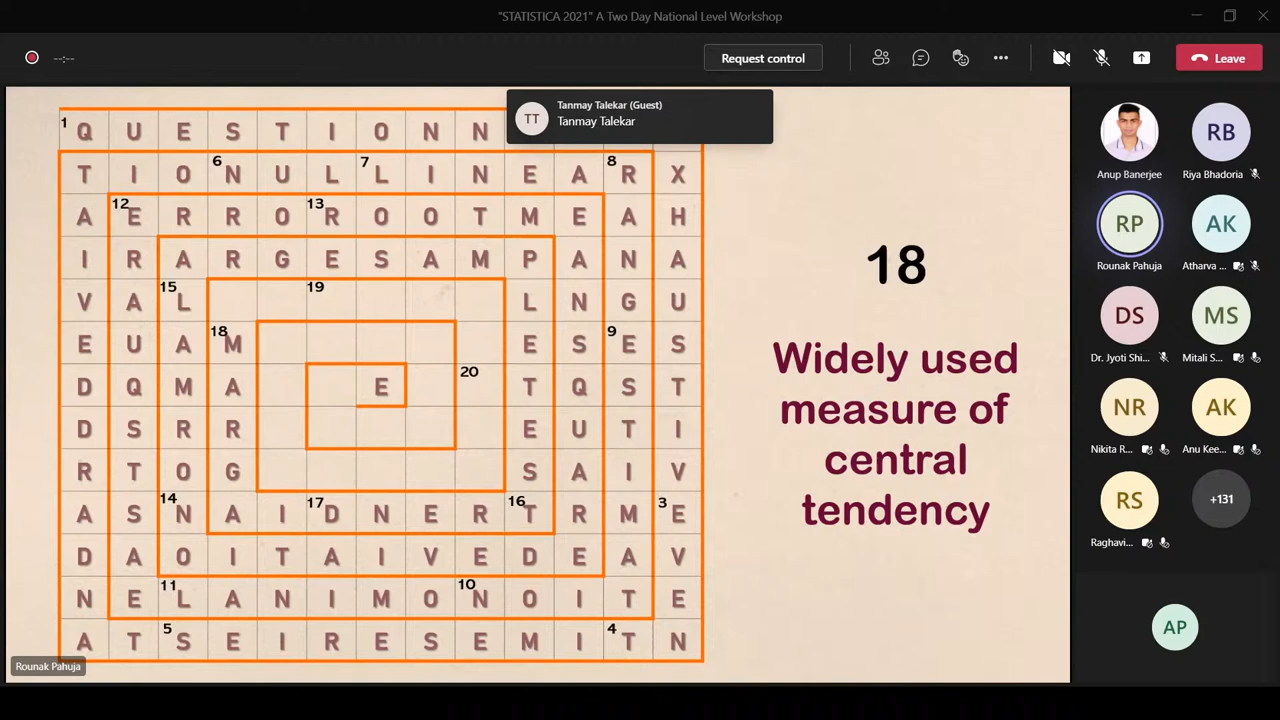 "STATISTICA 2021" A Two Day National Level Workshop
--:--
Request control
Leave
Tanmay Talekar (Guest)
TT
Tanmay Talekar
1 Q U E S T I O N N
T I O 6 N U L L 7 L I N E A 8 R X
A 12 E R R O 13 R O O T M E A H
I R A R G E S A M P A N A
V A 15 L 19 L N G U
E U A 18 M E S 9 E S
D Q M A E 20 T Q S T
D S R R E U T I
R T O G S A I V
A S 14 N A I 17 D N E R 16 T R M 3 E
D A O I T A I V E D E A V
N E 11 L A N I M O 10 N O I T E
A T 5 S E I R E S E M I 4 T N
18
Widely used
measure of
central
tendency
Rounak Pahuja
Anup Banerjee
RB
Riya Bhadoria
RP
Rounak Pahuja
AK
Atharva ...
DS
Dr. Jyoti Shi...
MS
Mitali S...
NR
Nikita R...
AK
Anu Kee...
RS
Raghavi...
+131
AP